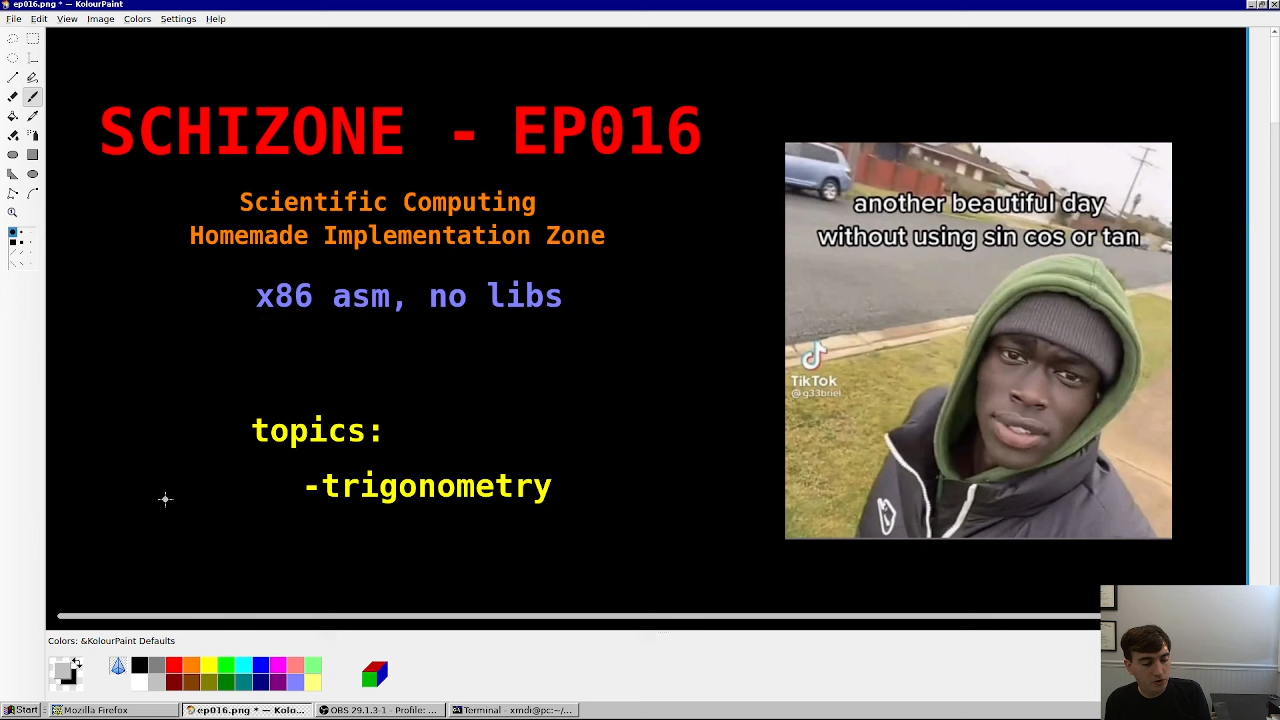 ep016.png * — KolourPaint
File Edit View Image Colors Settings Help
SCHIZONE - EP016
Scientific Computing
Homemade Implementation Zone
x86 asm, no libs
topics:
-trigonometry
another beautiful day
without using sin cos or tan
TikTok
@g33briel
Colors: &KolourPaint Defaults
Start
Mozilla Firefox
ep016.png * — Kolo...
OBS 29.1.3-1 - Profile: ...
Terminal - xmdi@pc:~/...